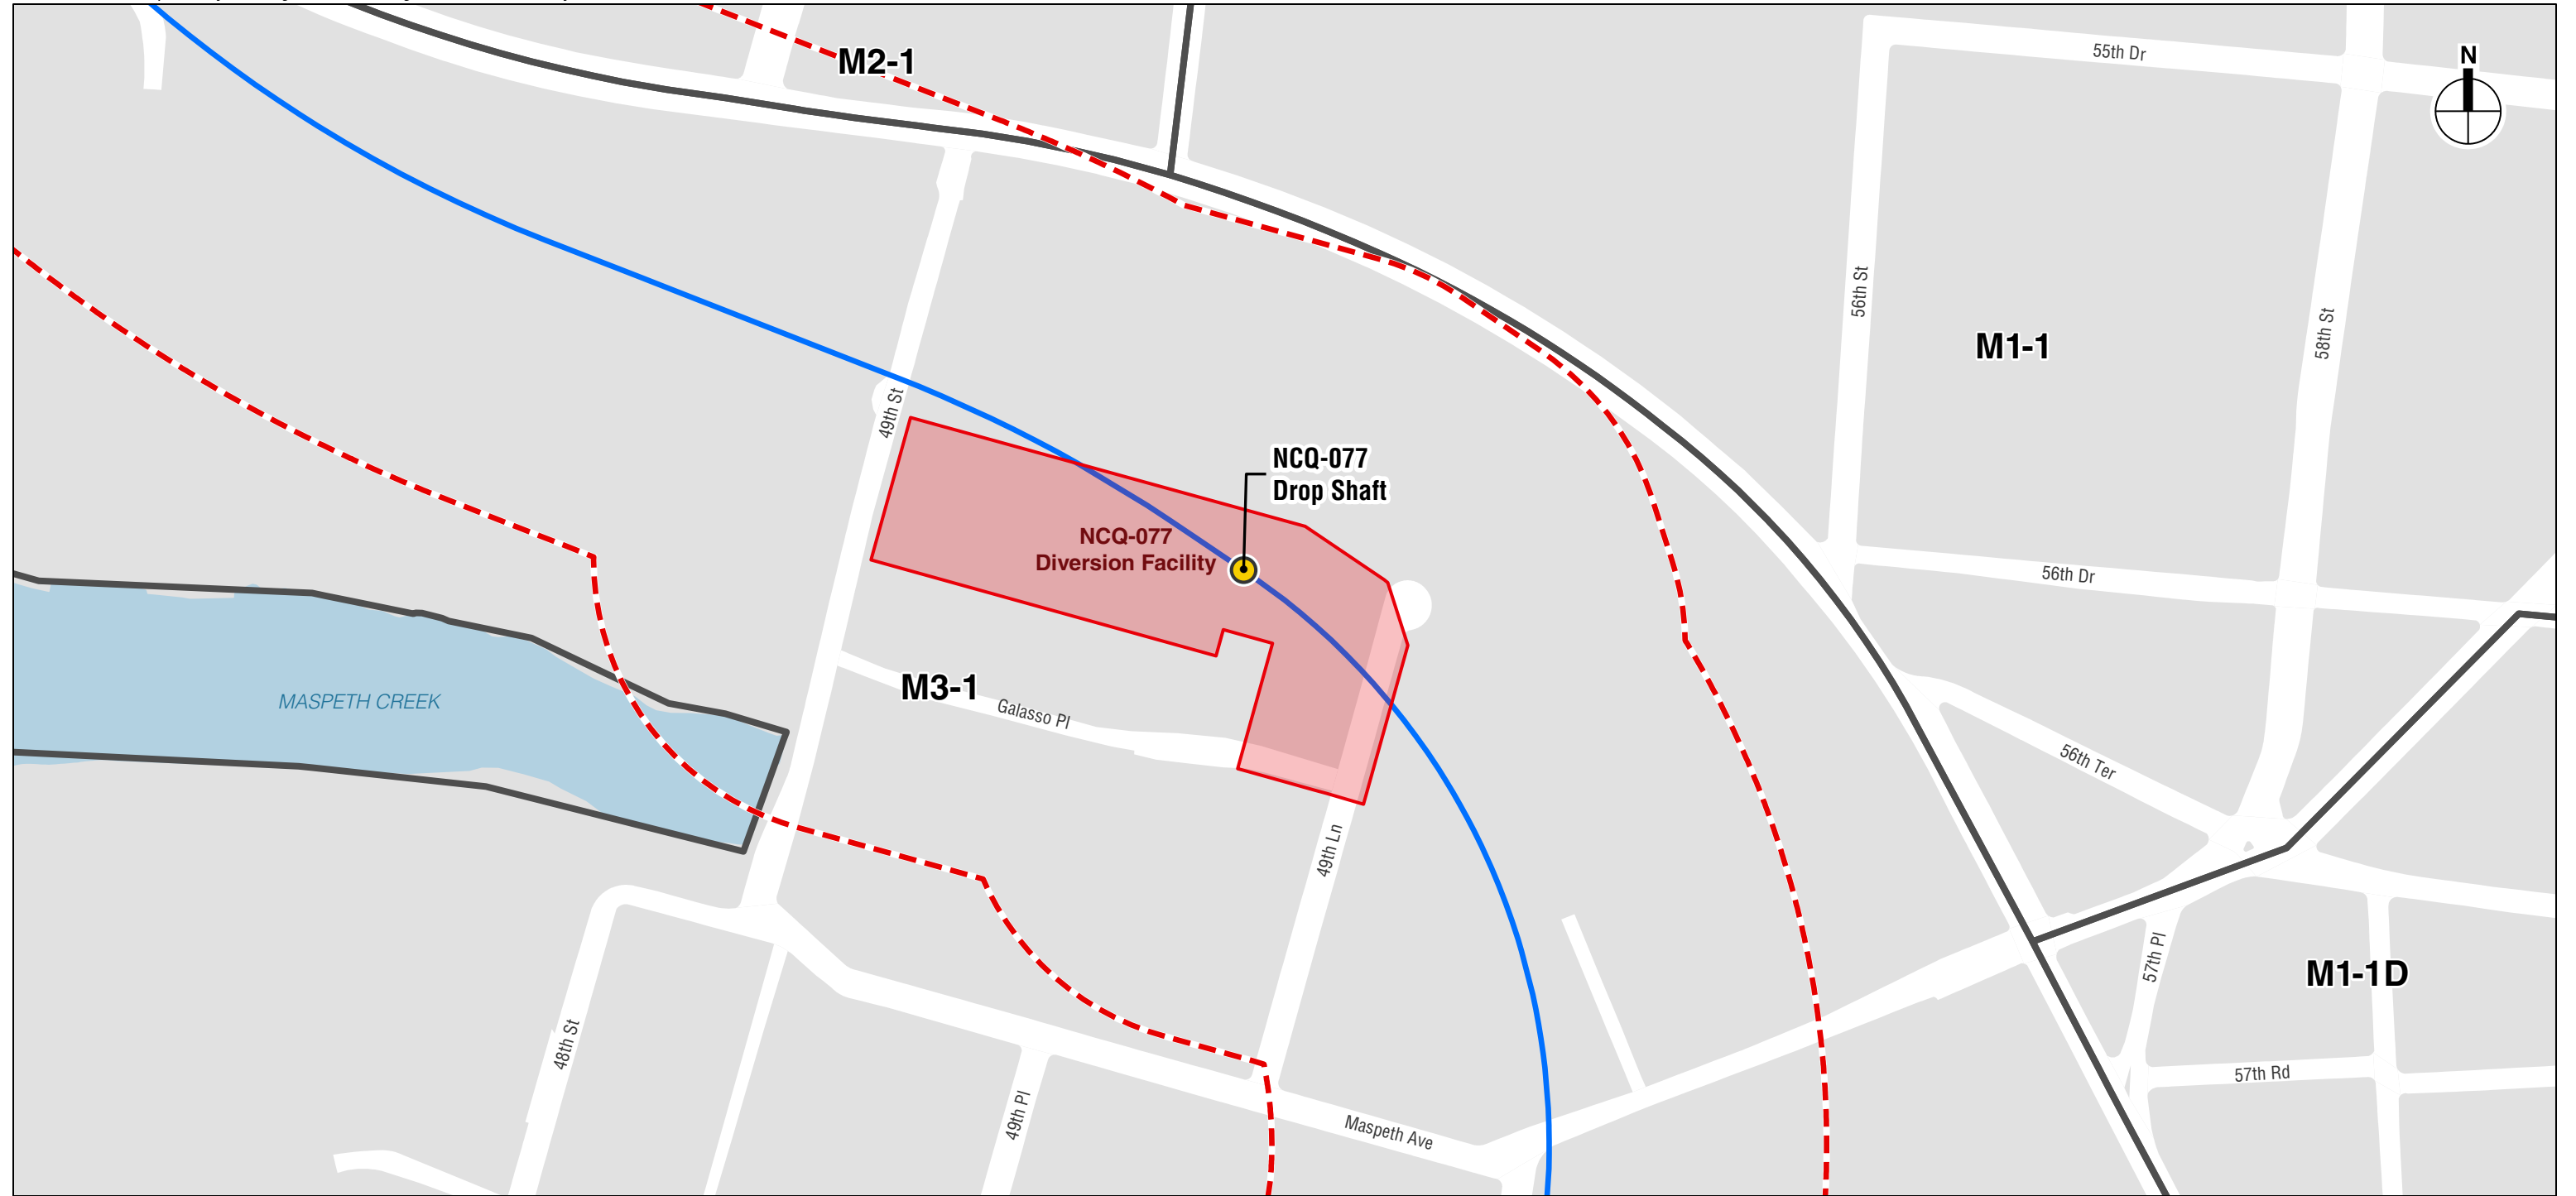 M2-1
55th Dr
N
56th St
M1-1
58th St
49th St
NCQ-077
Drop Shaft
NCQ-077
Diversion Facility
56th Dr
MASPETH CREEK
M3-1
Galasso Pl
56th Ter
49th Ln
57th Pl
M1-1D
48th St
57th Rd
49th Pl
Maspeth Ave